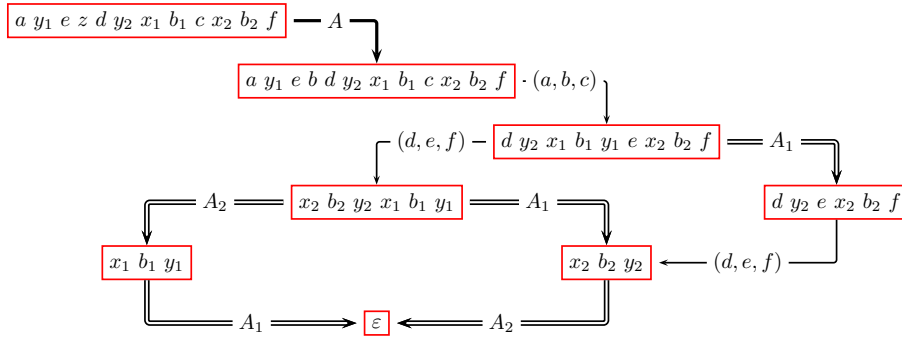 a y₁ e z d y₂ x₁ b₁ c x₂ b₂ f A
a y₁ e b d y₂ x₁ b₁ c x₂ b₂ f (a, b, c)
(d, e, f) d y₂ x₁ b₁ y₁ e x₂ b₂ f A₁
A₂ x₂ b₂ y₂ x₁ b₁ y₁ A₁ d y₂ e x₂ b₂ f
x₁ b₁ y₁ x₂ b₂ y₂ (d, e, f)
A₁ ε A₂